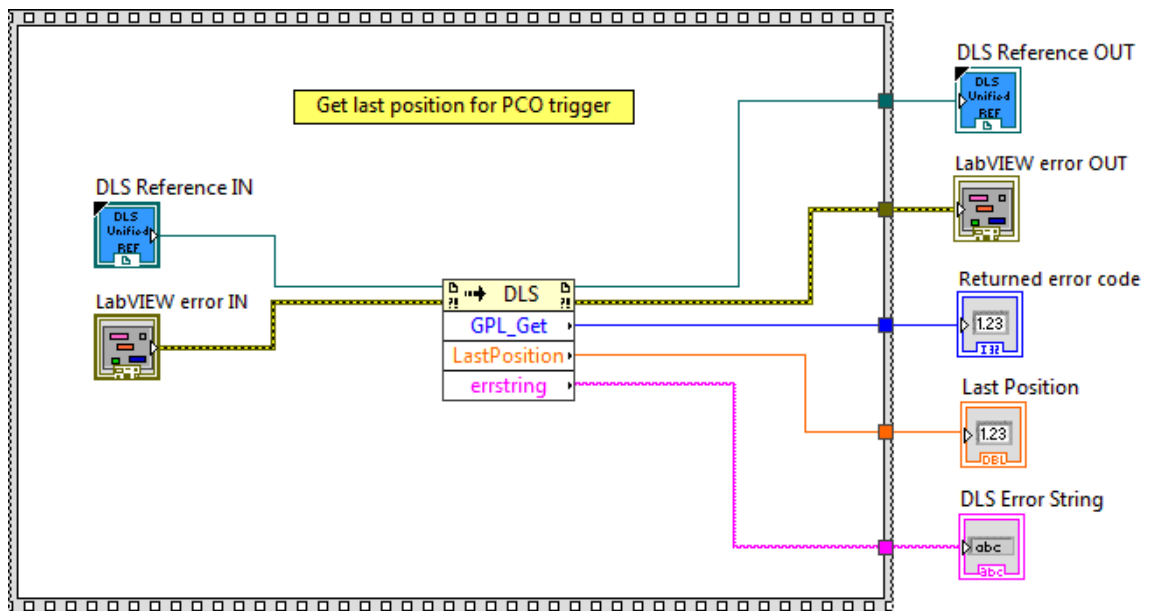 DLS Reference OUT
DLS
Unified
REF
Get last position for PCO trigger
LabVIEW error OUT
DLS Reference IN
DLS
Unified
REF
Returned error code
1.23
I32
LabVIEW error IN
?! DLS ?!
GPL_Get
LastPosition
errstring
Last Position
1.23
DBL
DLS Error String
abc
abc